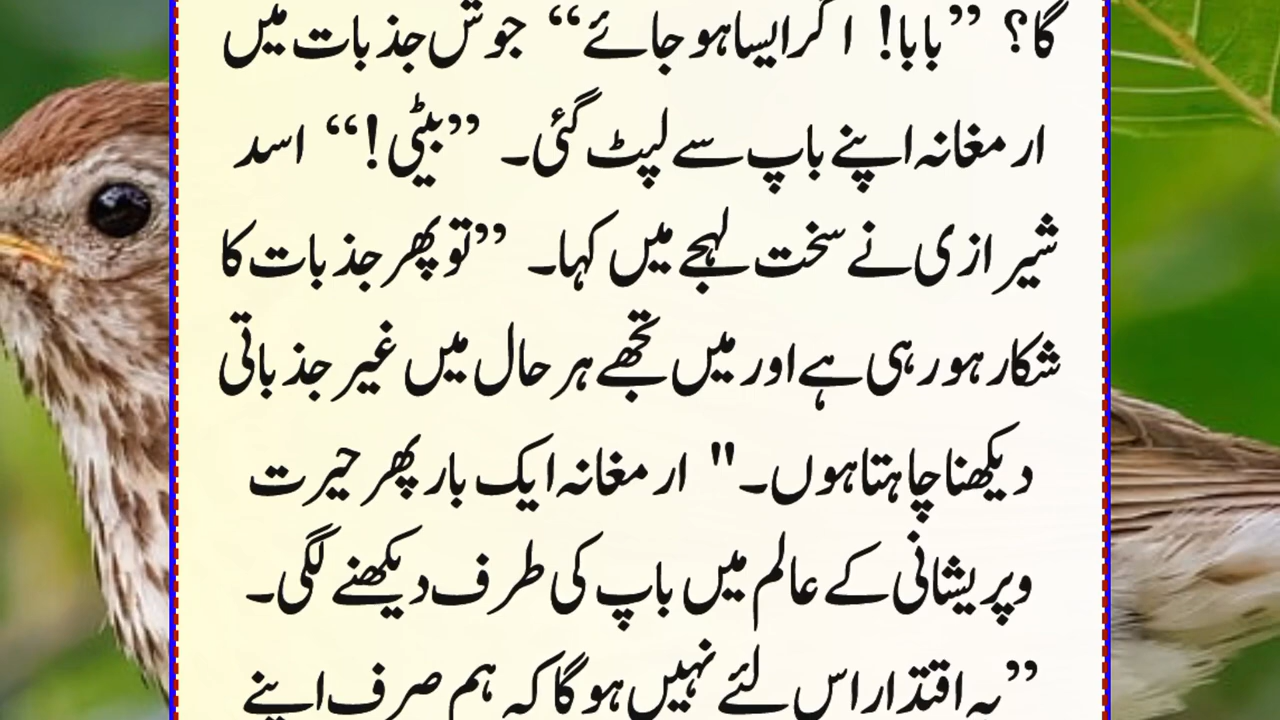 گا؟ ”بابا! اگر ایسا ہو جائے“ جوش جذبات میں
ارمغانہ اپنے باپ سے لپٹ گئی۔ ”بیٹی!“ اسد
شیرازی نے سخت لہجے میں کہا۔ ”تو پھر جذبات کا
شکار ہو رہی ہے اور میں تجھے ہر حال میں غیر جذباتی
دیکھنا چاہتا ہوں۔" ارمغانہ ایک بار پھر حیرت
و پریشانی کے عالم میں باپ کی طرف دیکھنے لگی۔
”یہ اقتدار اس لئے نہیں ہو گا کہ ہم صرف اپنے